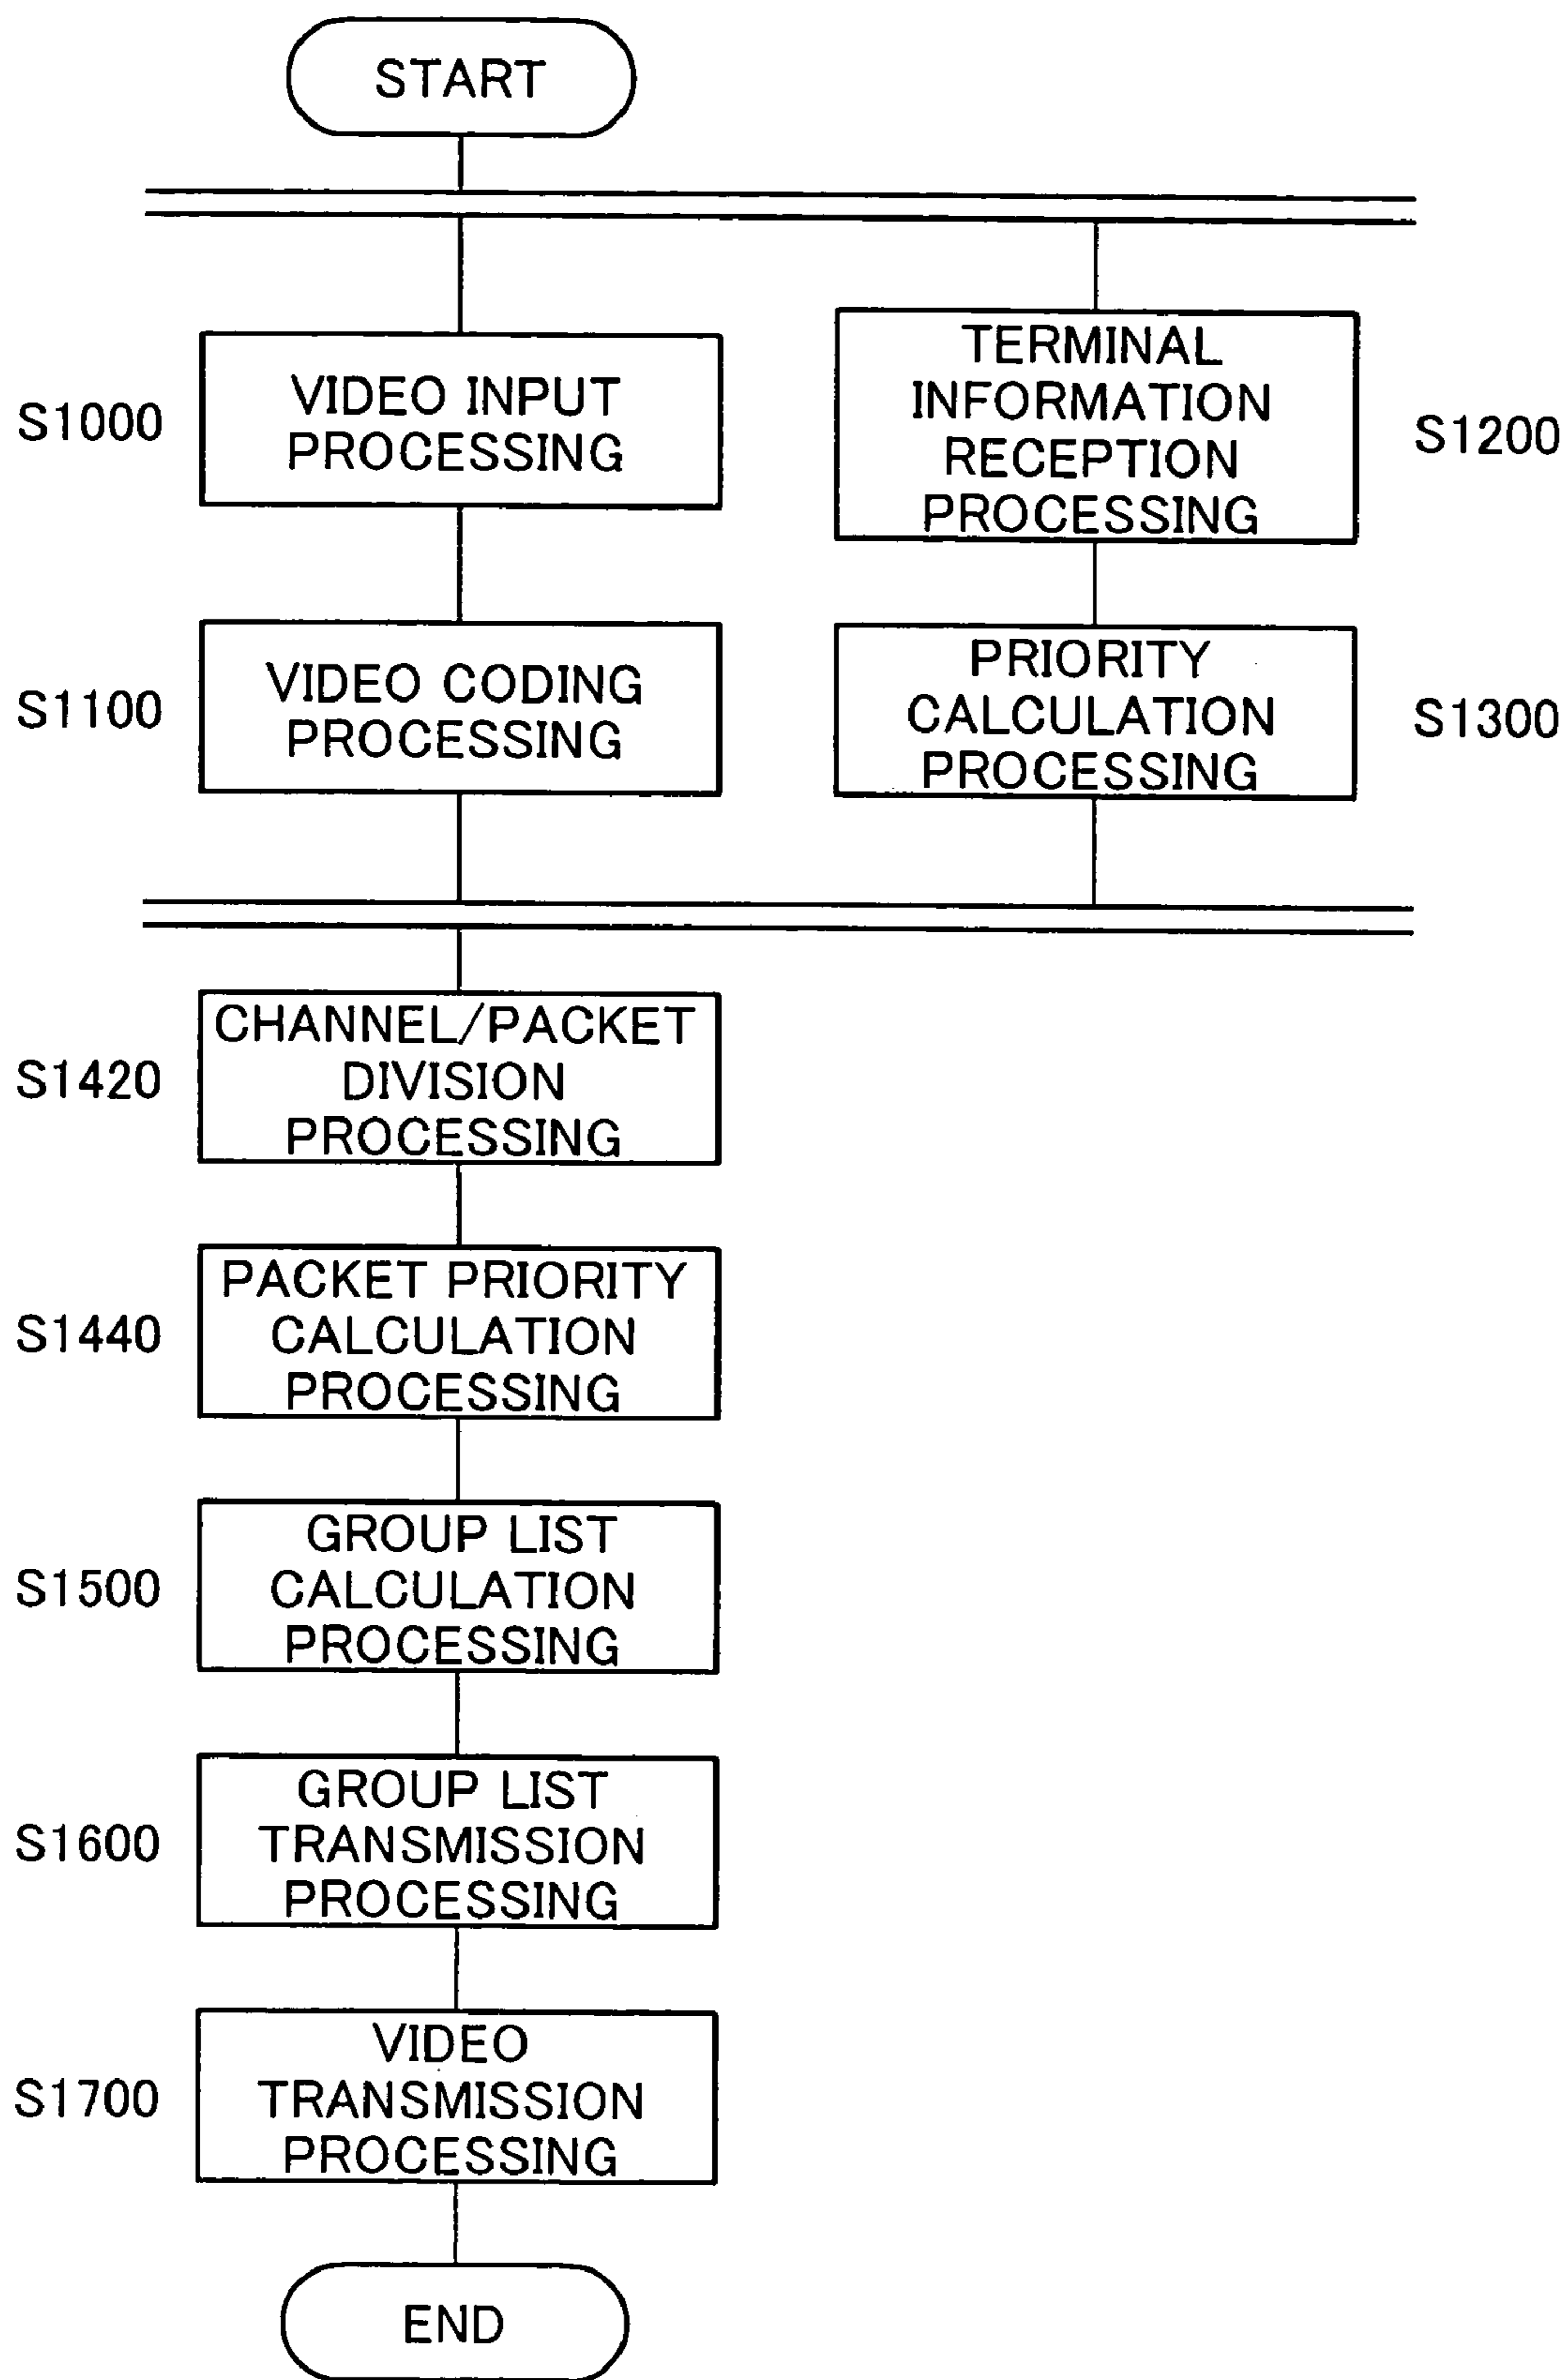 START
S1000
VIDEO INPUT
PROCESSING
TERMINAL
INFORMATION
RECEPTION
PROCESSING
S1200
S1100
VIDEO CODING
PROCESSING
PRIORITY
CALCULATION
PROCESSING
S1300
S1420
CHANNEL/PACKET
DIVISION
PROCESSING
S1440
PACKET PRIORITY
CALCULATION
PROCESSING
S1500
GROUP LIST
CALCULATION
PROCESSING
S1600
GROUP LIST
TRANSMISSION
PROCESSING
S1700
VIDEO
TRANSMISSION
PROCESSING
END